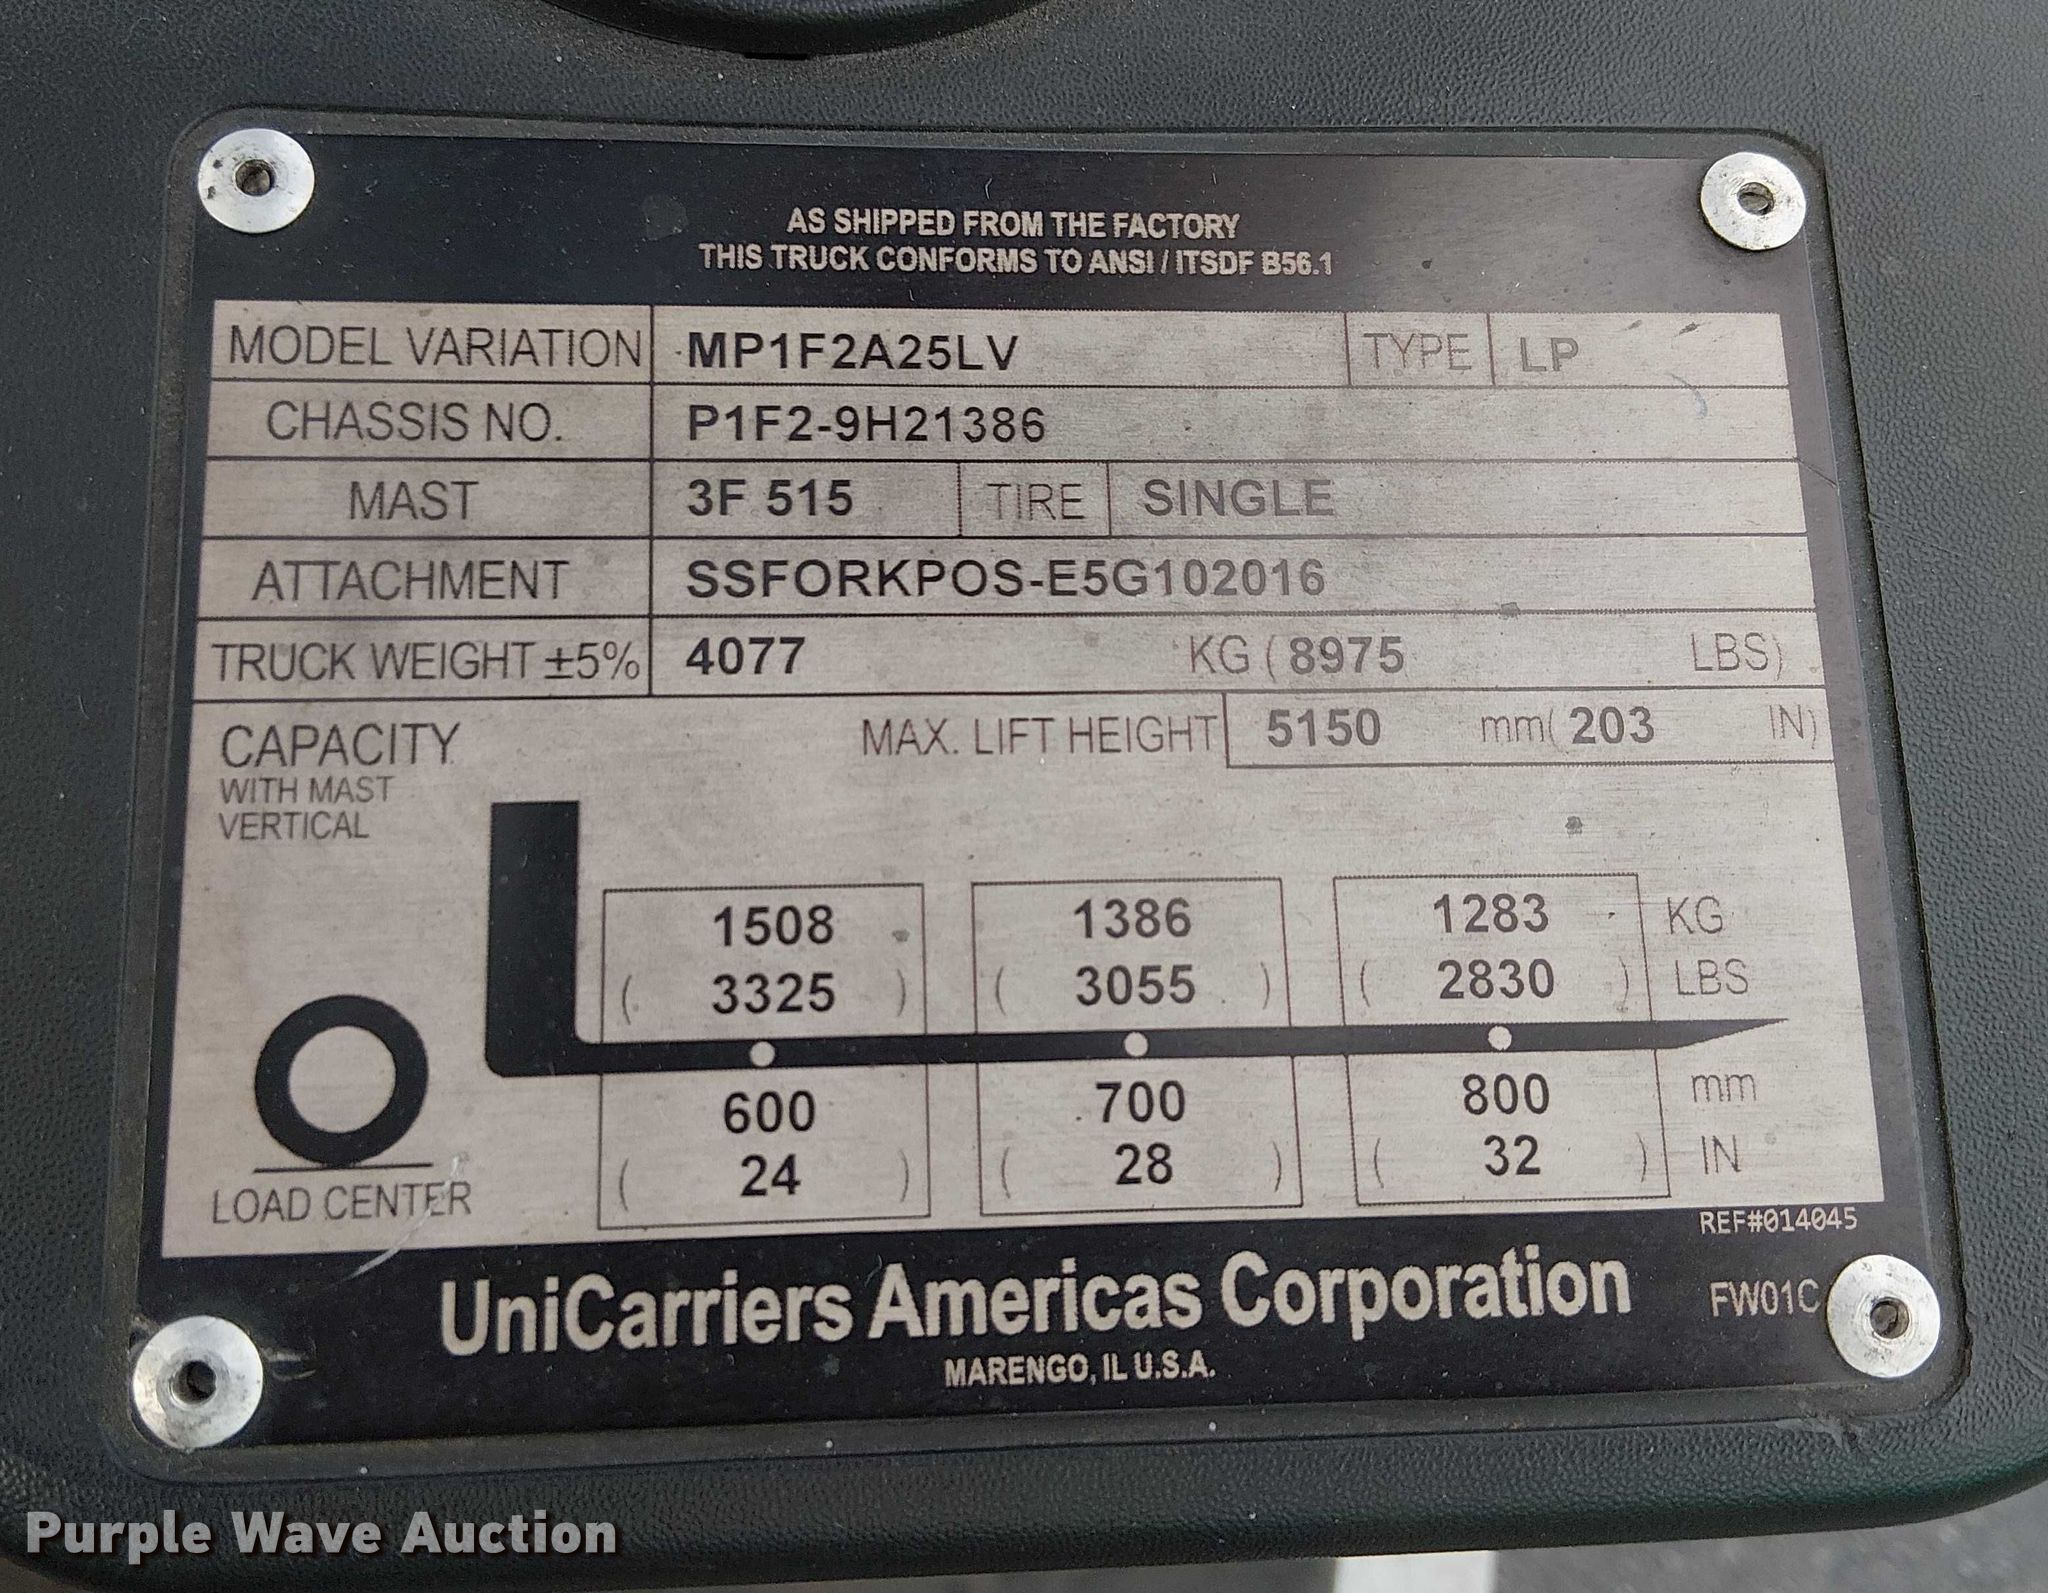 AS SHIPPED FROM THE FACTORY
THIS TRUCK CONFORMS TO ANSI / ITSDF B56.1
MODEL VARIATION MP1F2A25LV TYPE LP
CHASSIS NO. P1F2-9H21386
MAST 3F 515 TIRE SINGLE
ATTACHMENT SSFORKPOS-E5G102016
TRUCK WEIGHT ±5% 4077 KG ( 8975 LBS)
CAPACITY MAX. LIFT HEIGHT 5150 mm( 203 IN)
WITH MAST
VERTICAL
1508 1386 1283 KG
( 3325 ) ( 3055 ) ( 2830 ) LBS
600 700 800 mm
( 24 ) ( 28 ) ( 32 ) IN
LOAD CENTER
REF#014045
UniCarriers Americas Corporation FW01C
MARENGO, IL U.S.A.
Purple Wave Auction